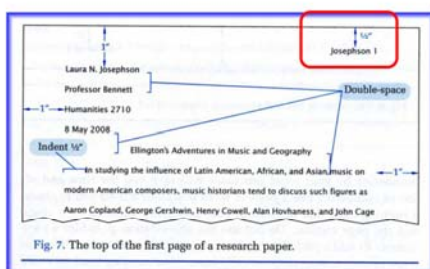 ½"
1"
Josephson 1
Laura N. Josephson
Professor Bennett
Double-space
1"
Humanities 2710
8 May 2008
Indent ½"
Ellington's Adventures in Music and Geography
In studying the influence of Latin American, African, and Asian music on
1"
modern American composers, music historians tend to discuss such figures as
Aaron Copland, George Gershwin, Henry Cowell, Alan Hovhaness, and John Cage
Fig. 7. The top of the first page of a research paper.